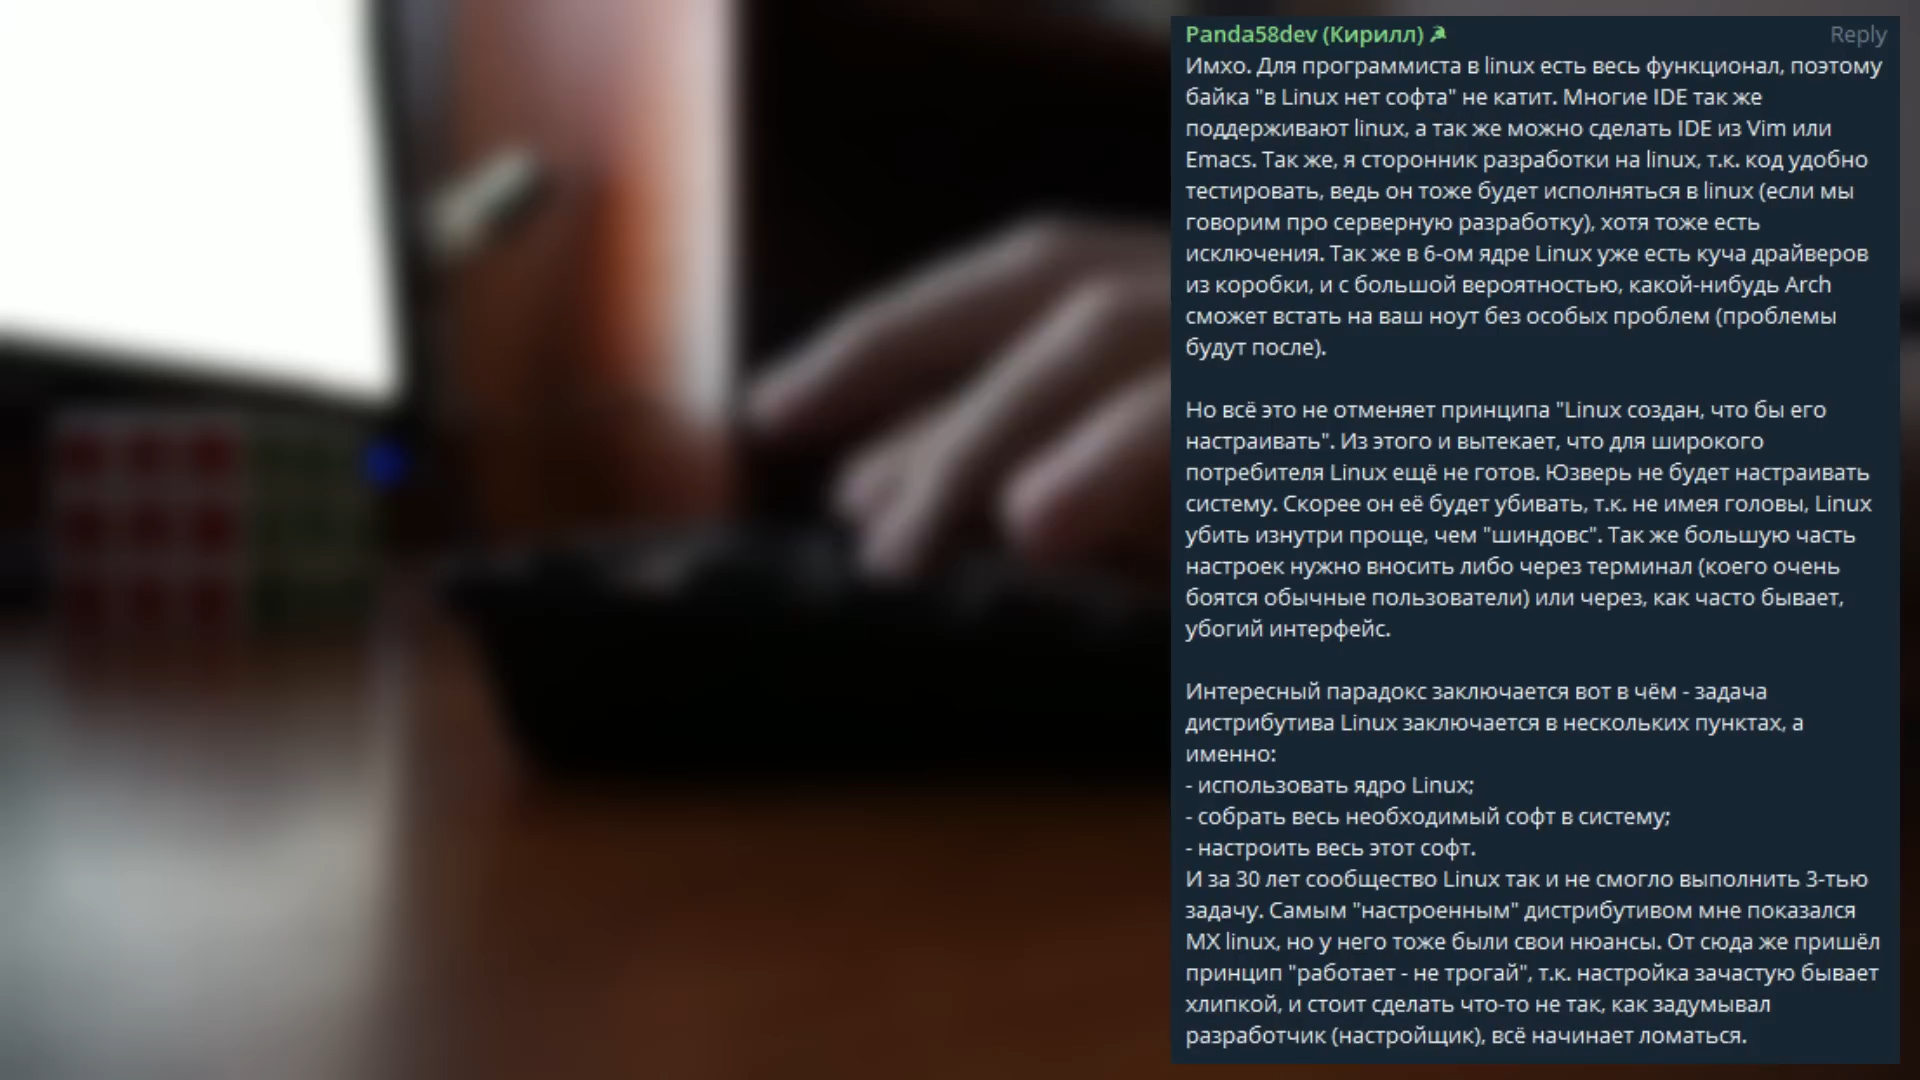 Panda58dev (Кирилл) Reply
Имхо. Для программиста в linux есть весь функционал, поэтому
байка "в Linux нет софта" не катит. Многие IDE так же
поддерживают linux, а так же можно сделать IDE из Vim или
Emacs. Так же, я сторонник разработки на linux, т.к. код удобно
тестировать, ведь он тоже будет исполняться в linux (если мы
говорим про серверную разработку), хотя тоже есть
исключения. Так же в 6-ом ядре Linux уже есть куча драйверов
из коробки, и с большой вероятностью, какой-нибудь Arch
сможет встать на ваш ноут без особых проблем (проблемы
будут после).
Но всё это не отменяет принципа "Linux создан, что бы его
настраивать". Из этого и вытекает, что для широкого
потребителя Linux ещё не готов. Юзверь не будет настраивать
систему. Скорее он её будет убивать, т.к. не имея головы, Linux
убить изнутри проще, чем "шиндовс". Так же большую часть
настроек нужно вносить либо через терминал (коего очень
боятся обычные пользователи) или через, как часто бывает,
убогий интерфейс.
Интересный парадокс заключается вот в чём - задача
дистрибутива Linux заключается в нескольких пунктах, а
именно:
- использовать ядро Linux;
- собрать весь необходимый софт в систему;
- настроить весь этот софт.
И за 30 лет сообщество Linux так и не смогло выполнить 3-тью
задачу. Самым "настроенным" дистрибутивом мне показался
MX linux, но у него тоже были свои нюансы. От сюда же пришёл
принцип "работает - не трогай", т.к. настройка зачастую бывает
хлипкой, и стоит сделать что-то не так, как задумывал
разработчик (настройщик), всё начинает ломаться.